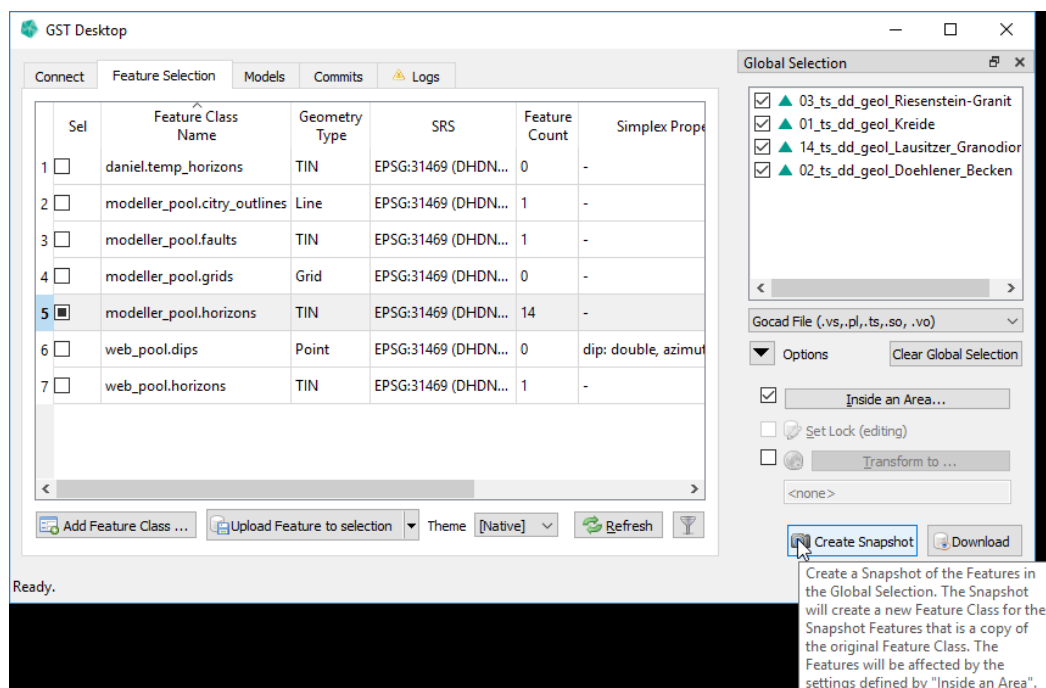 GST Desktop
Connect Feature Selection Models Commits Logs
Sel Feature Class Name Geometry Type SRS Feature Count Simplex Prope
1 daniel.temp_horizons TIN EPSG:31469 (DHDN... 0 -
2 modeller_pool.citry_outlines Line EPSG:31469 (DHDN... 1 -
3 modeller_pool.faults TIN EPSG:31469 (DHDN... 1 -
4 modeller_pool.grids Grid EPSG:31469 (DHDN... 0 -
5 modeller_pool.horizons TIN EPSG:31469 (DHDN... 14 -
6 web_pool.dips Point EPSG:31469 (DHDN... 0 dip: double, azimut
7 web_pool.horizons TIN EPSG:31469 (DHDN... 1 -
Add Feature Class ... Upload Feature to selection Theme [Native] Refresh
Ready.
Global Selection
03_ts_dd_geol_Riesenstein-Granit
01_ts_dd_geol_Kreide
14_ts_dd_geol_Lausitzer_Granodior
02_ts_dd_geol_Doehlener_Becken
Gocad File (.vs,.pl,.ts,.so, .vo)
Options Clear Global Selection
Inside an Area...
Set Lock (editing)
Transform to ...
<none>
Create Snapshot Download
Create a Snapshot of the Features in
the Global Selection. The Snapshot
will create a new Feature Class for the
Snapshot Features that is a copy of
the original Feature Class. The
Features will be affected by the
settings defined by "Inside an Area".